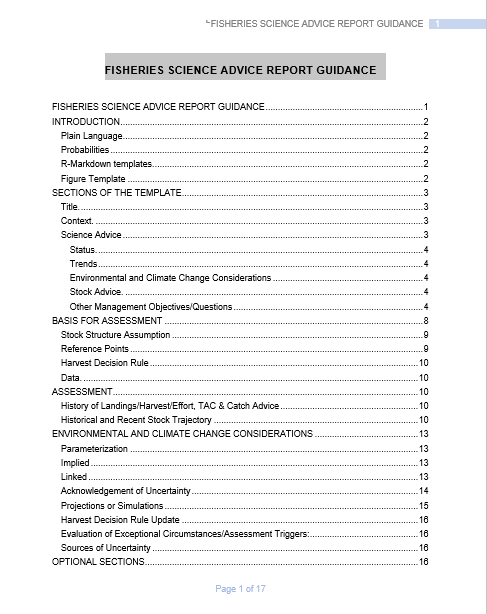 FISHERIES SCIENCE ADVICE REPORT GUIDANCE 1
FISHERIES SCIENCE ADVICE REPORT GUIDANCE
FISHERIES SCIENCE ADVICE REPORT GUIDANCE 1
INTRODUCTION 2
Plain Language 2
Probabilities 2
R-Markdown templates 2
Figure Template 2
SECTIONS OF THE TEMPLATE 3
Title. 3
Context. 3
Science Advice 3
Status. 4
Trends 4
Environmental and Climate Change Considerations 4
Stock Advice. 4
Other Management Objectives/Questions 4
BASIS FOR ASSESSMENT 8
Stock Structure Assumption 9
Reference Points 9
Harvest Decision Rule 10
Data. 10
ASSESSMENT 10
History of Landings/Harvest/Effort, TAC & Catch Advice 10
Historical and Recent Stock Trajectory 10
ENVIRONMENTAL AND CLIMATE CHANGE CONSIDERATIONS 13
Parameterization 13
Implied 13
Linked 13
Acknowledgement of Uncertainty 14
Projections or Simulations 15
Harvest Decision Rule Update 16
Evaluation of Exceptional Circumstances/Assessment Triggers: 16
Sources of Uncertainty 16
OPTIONAL SECTIONS 16
Page 1 of 17